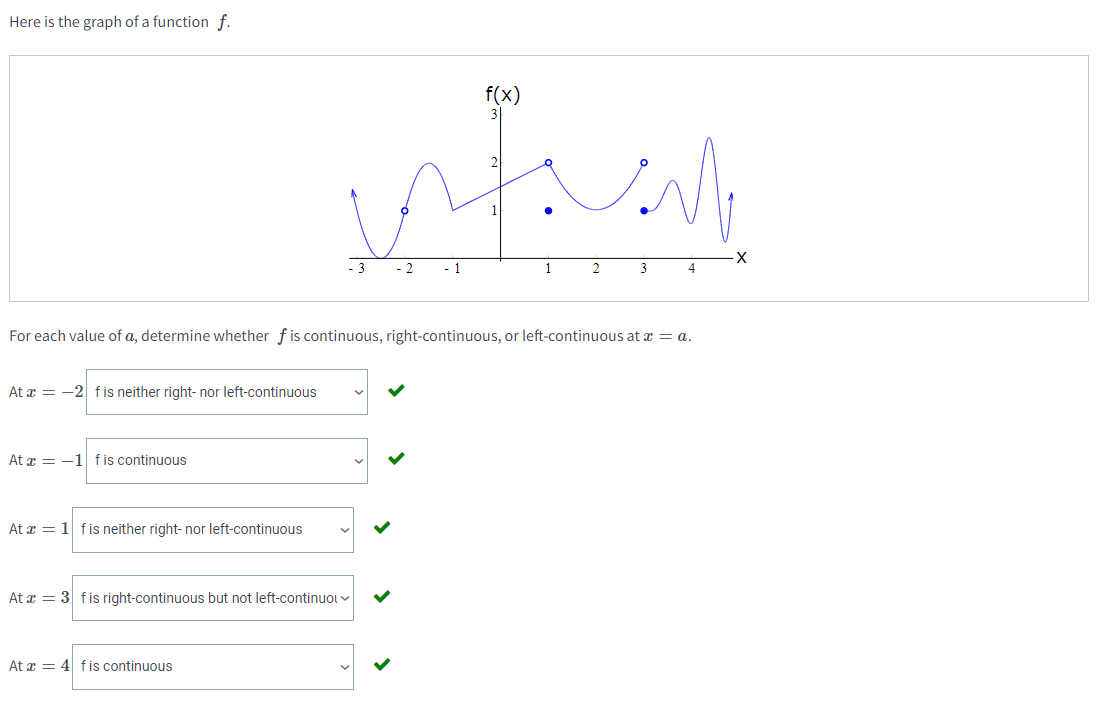 Here is the graph of a function f.
f(x)
3
2
1
- 3 - 2 - 1 1 2 3 4 X
For each value of a, determine whether f is continuous, right-continuous, or left-continuous at x = a.
At x = −2 f is neither right- nor left-continuous
At x = −1 f is continuous
At x = 1 f is neither right- nor left-continuous
At x = 3 f is right-continuous but not left-continuou
At x = 4 f is continuous